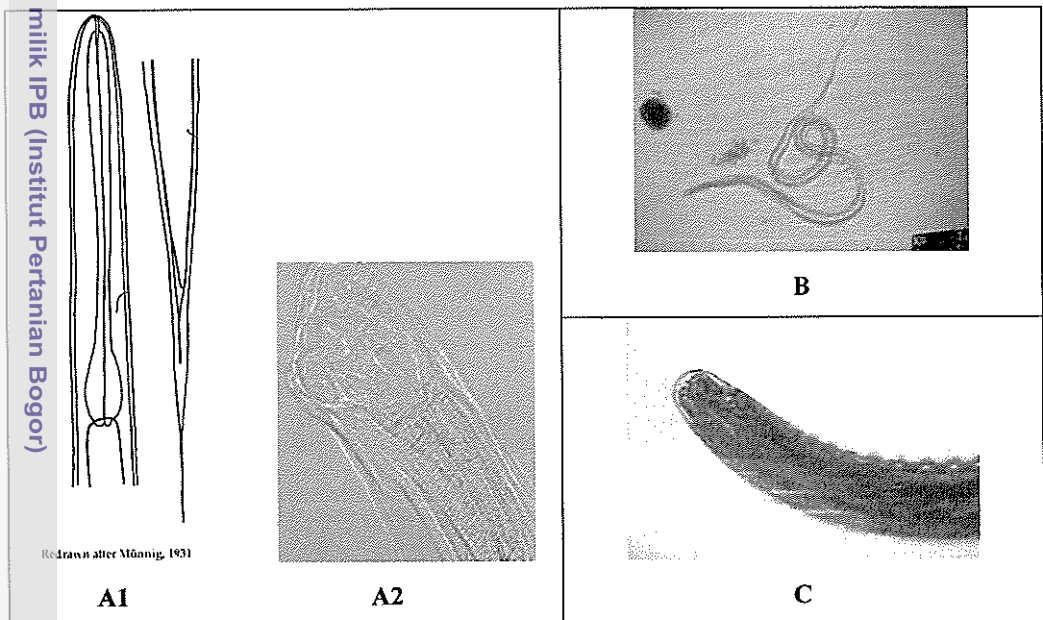 milik IPB (Institut Pertanian Bogor)
Redrawn after Mönnig, 1931
A1
A2
B
C